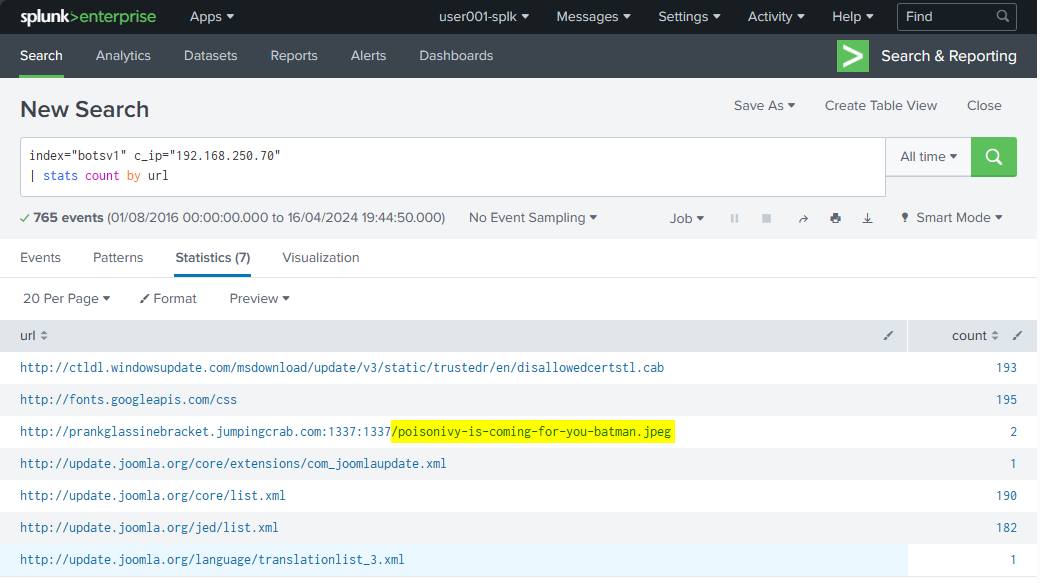 splunk>enterprise Apps user001-splk Messages Settings Activity Help Find
Search Analytics Datasets Reports Alerts Dashboards Search & Reporting
New Search Save As Create Table View Close
index="botsv1" c_ip="192.168.250.70" All time
| stats count by url
765 events (01/08/2016 00:00:00.000 to 16/04/2024 19:44:50.000) No Event Sampling Job Smart Mode
Events Patterns Statistics (7) Visualization
20 Per Page Format Preview
url count
http://ctldl.windowsupdate.com/msdownload/update/v3/static/trustedr/en/disallowedcertstl.cab 193
http://fonts.googleapis.com/css 195
http://prankglassinebracket.jumpingcrab.com:1337:1337/poisonivy-is-coming-for-you-batman.jpeg 2
http://update.joomla.org/core/extensions/com_joomlaupdate.xml 1
http://update.joomla.org/core/list.xml 190
http://update.joomla.org/jed/list.xml 182
http://update.joomla.org/language/translationlist_3.xml 1